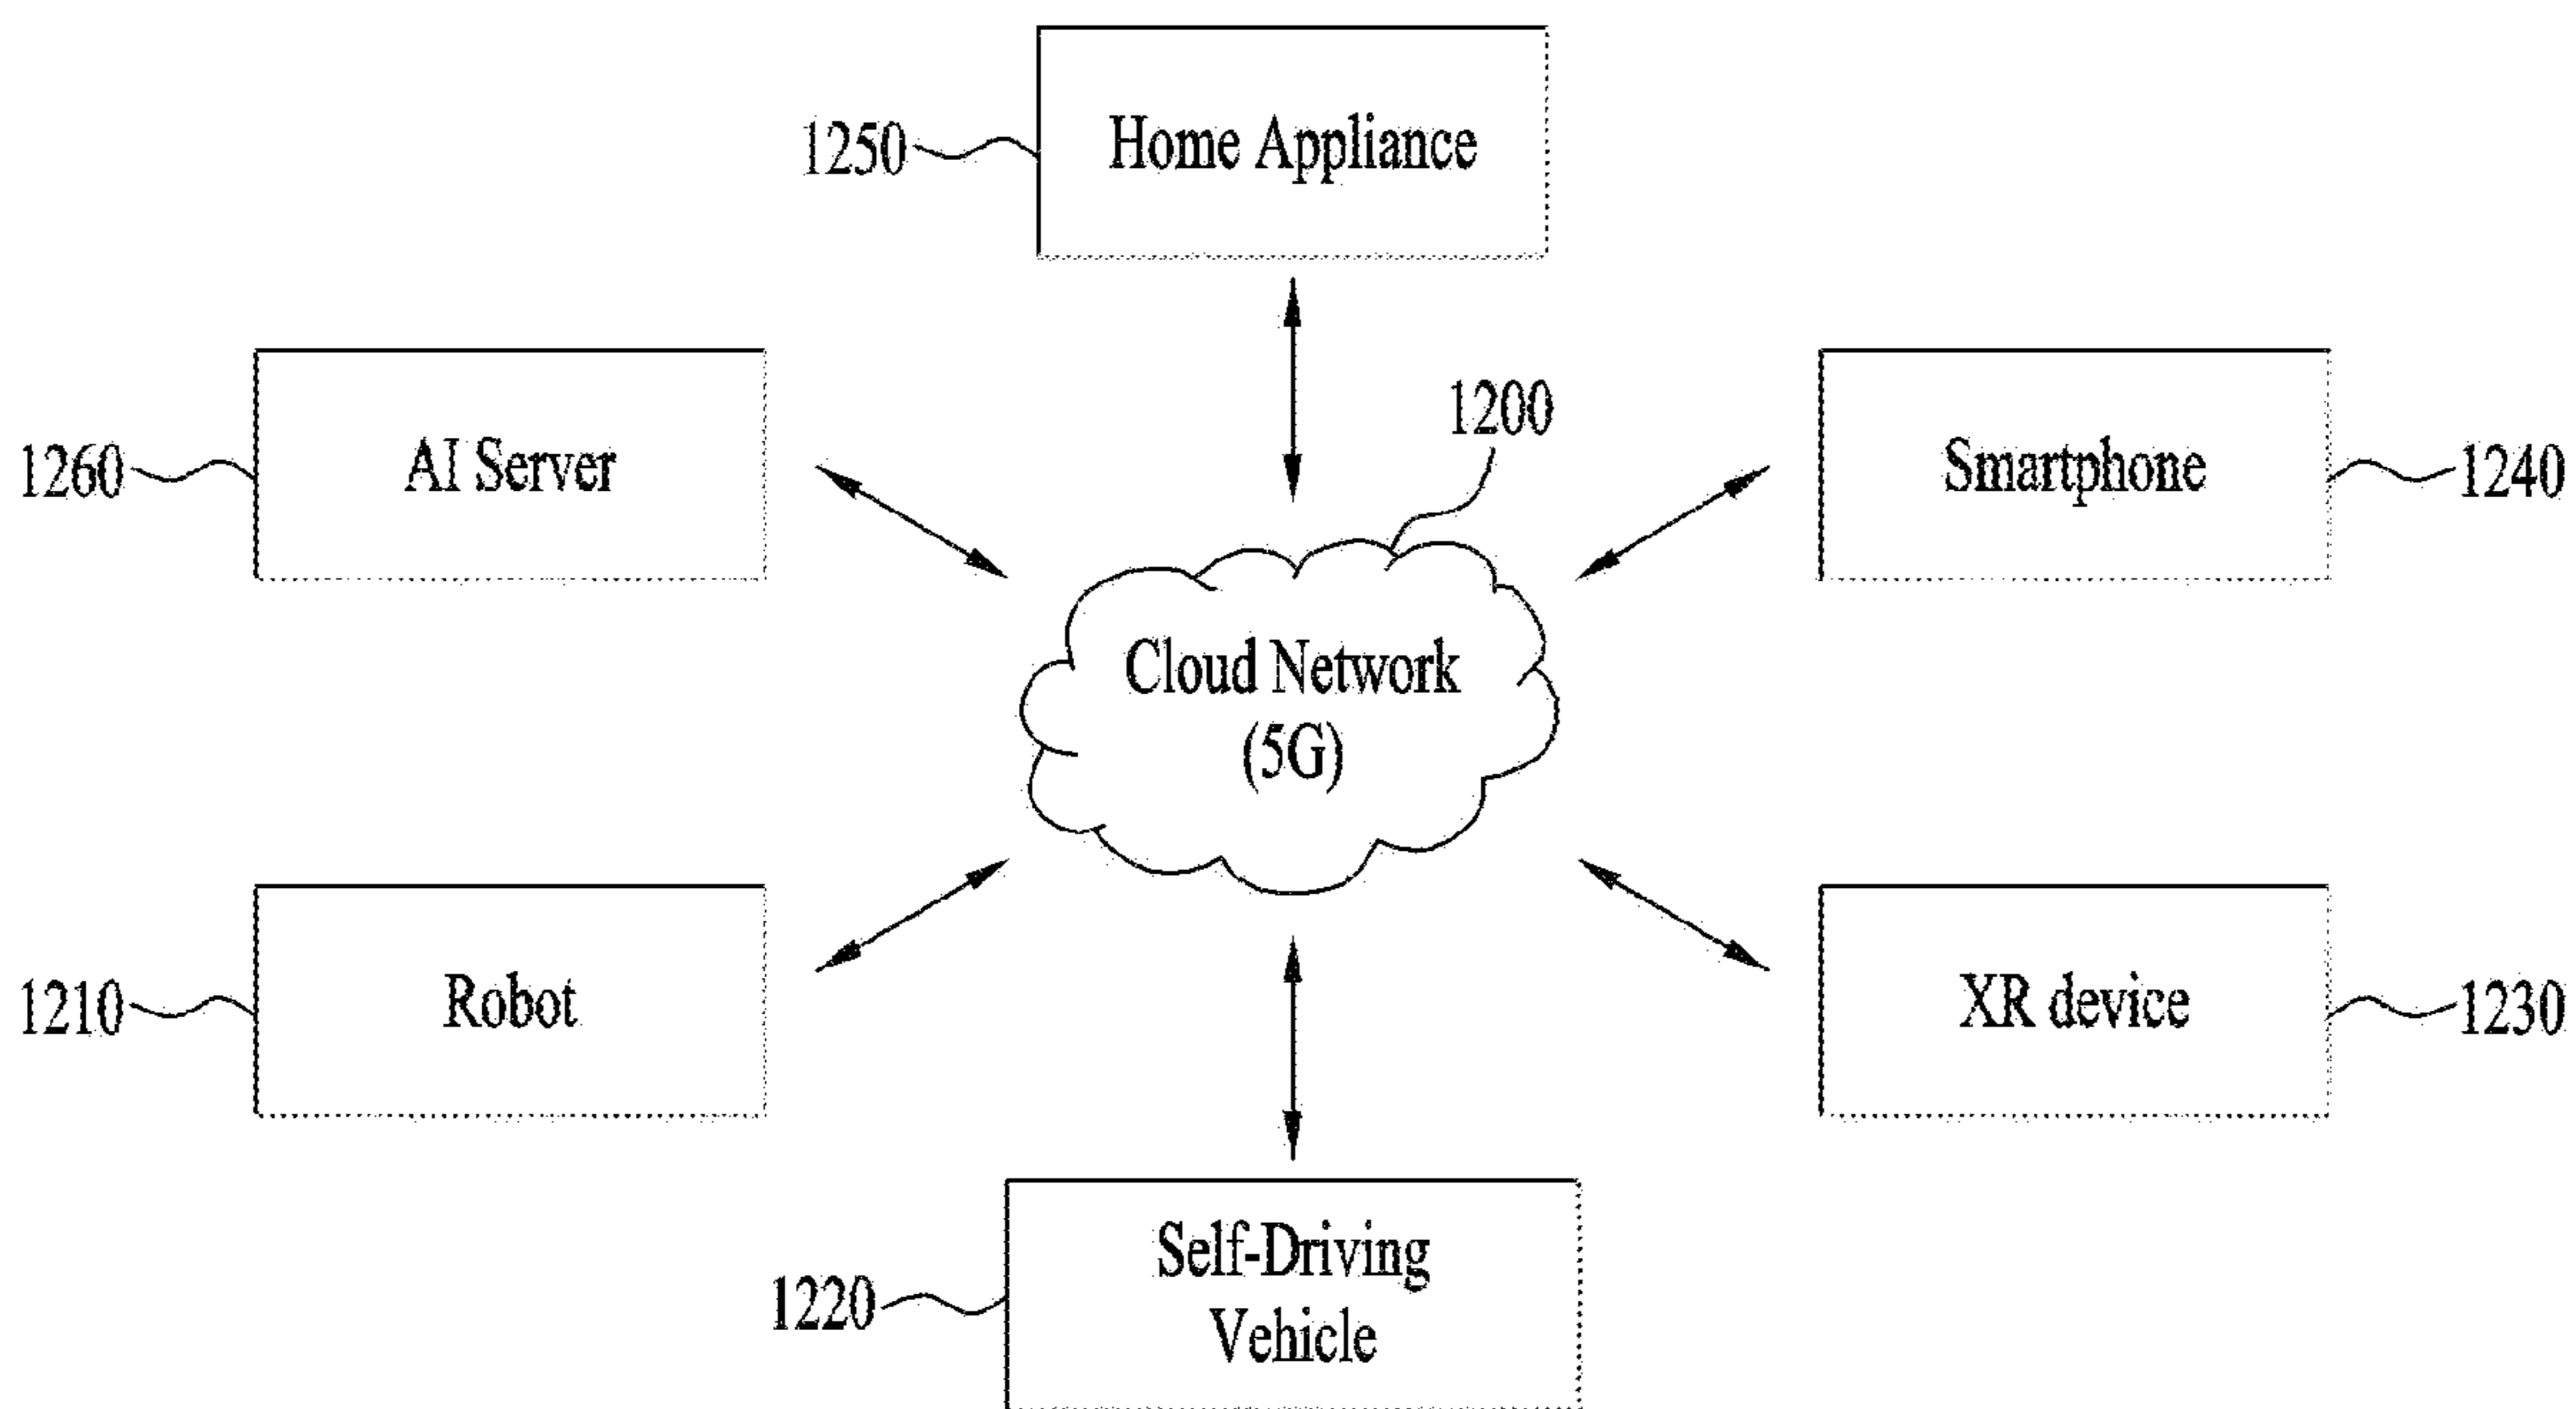 1250
Home Appliance
1200
1260
AI Server
Smartphone
1240
Cloud Network
(5G)
1210
Robot
XR device
1230
1220
Self-Driving
Vehicle